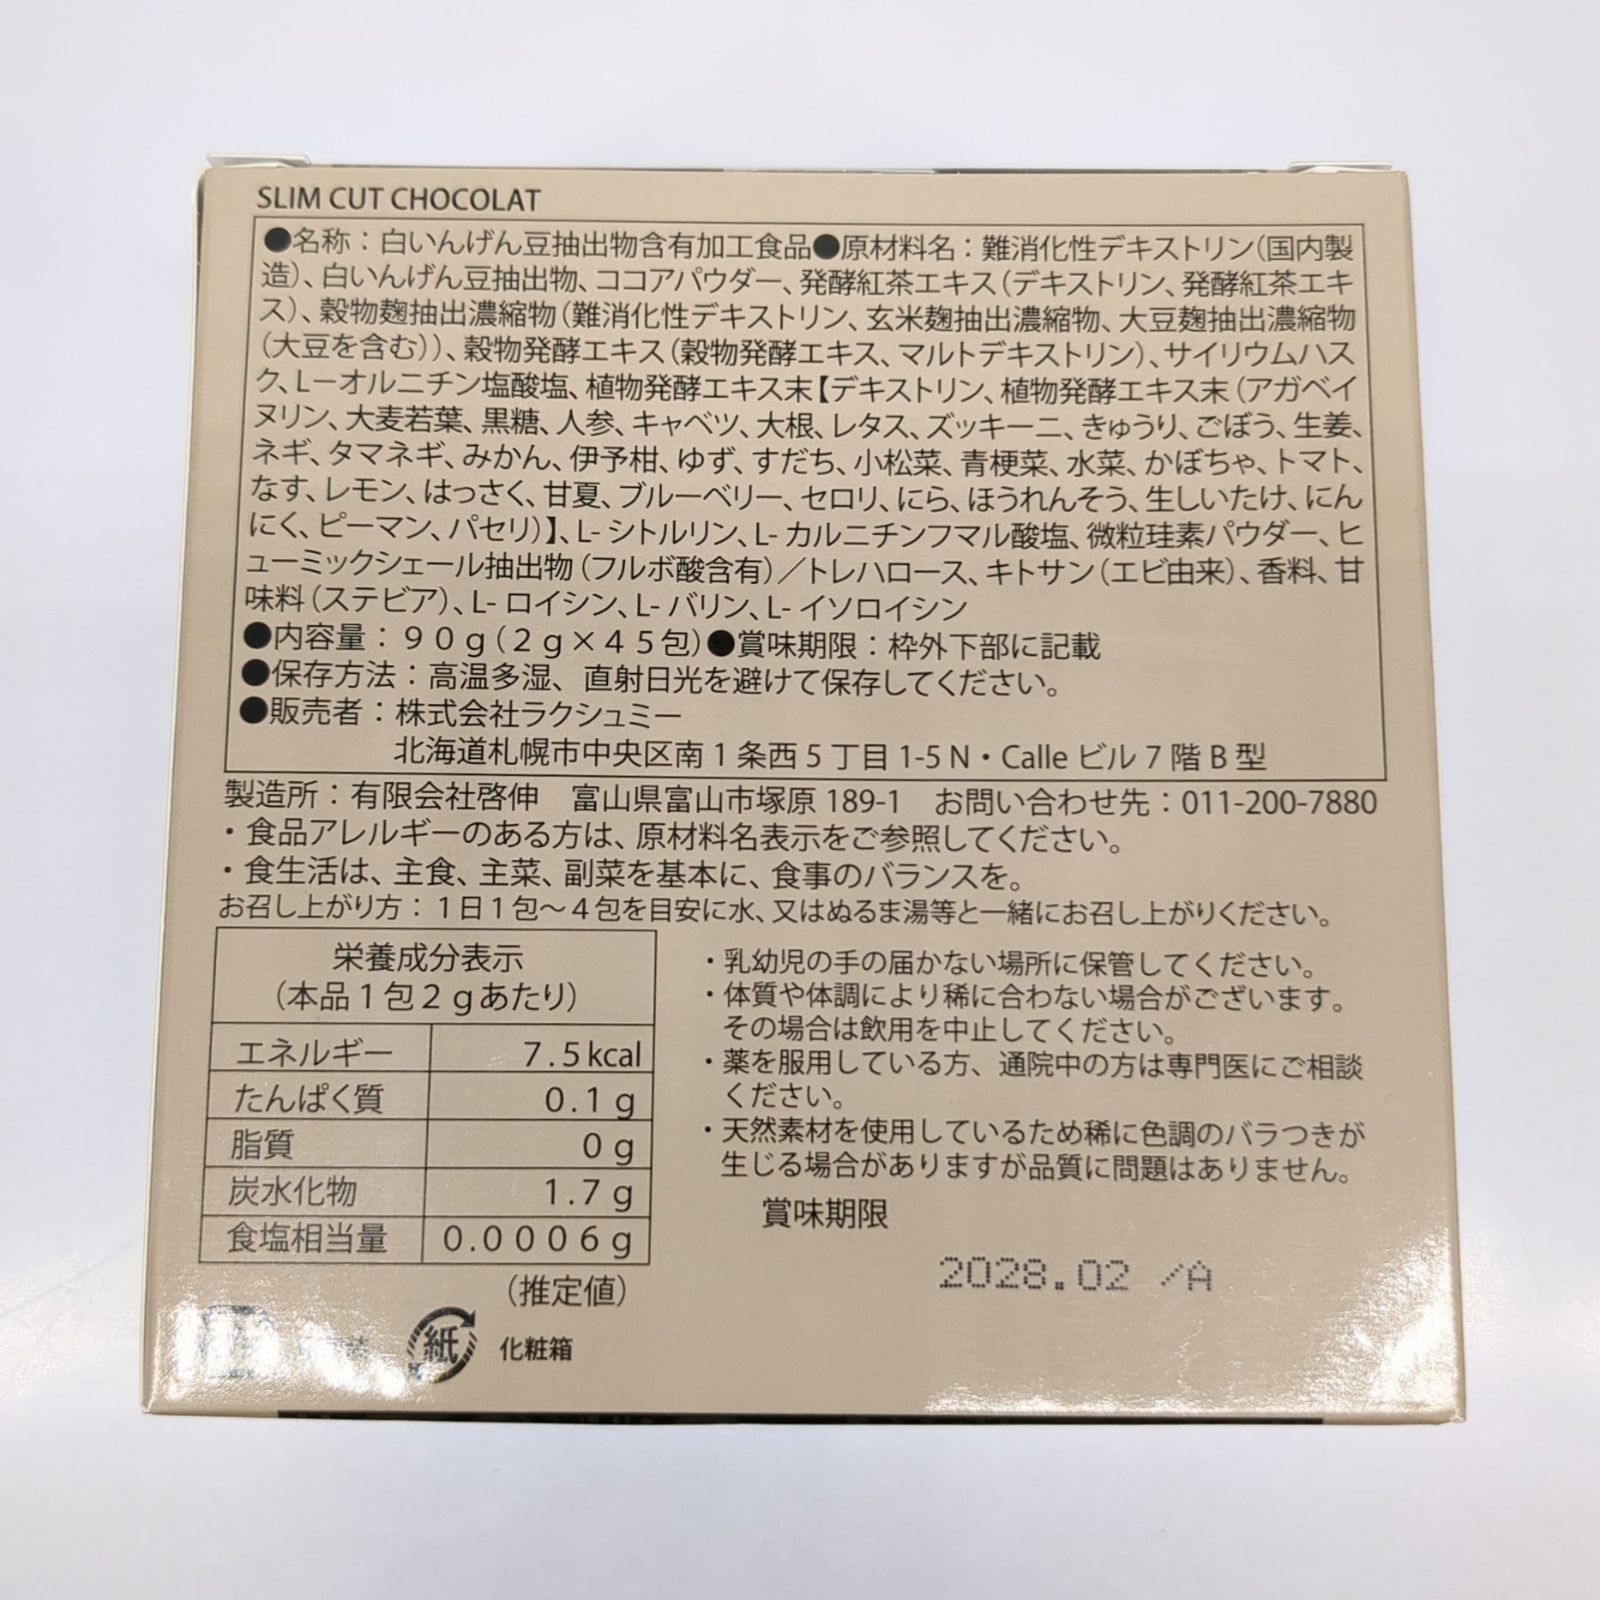 SLIM CUT CHOCOLAT
●名称：白いんげん豆抽出物含有加工食品●原材料名：難消化性デキストリン（国内製
造）、白いんげん豆抽出物、ココアパウダー、発酵紅茶エキス（デキストリン、発酵紅茶エキ
ス）、穀物麹抽出濃縮物（難消化性デキストリン、玄米麹抽出濃縮物、大豆麹抽出濃縮物
（大豆を含む））、穀物発酵エキス（穀物発酵エキス、マルトデキストリン）、サイリウムハス
ク、L－オルニチン塩酸塩、植物発酵エキス末【デキストリン、植物発酵エキス末（アガベイ
ヌリン、大麦若葉、黒糖、人参、キャベツ、大根、レタス、ズッキーニ、きゅうり、ごぼう、生姜、
ネギ、タマネギ、みかん、伊予柑、ゆず、すだち、小松菜、青梗菜、水菜、かぼちゃ、トマト、
なす、レモン、はっさく、甘夏、ブルーベリー、セロリ、にら、ほうれんそう、生しいたけ、にん
にく、ピーマン、パセリ）】、L-シトルリン、L-カルニチンフマル酸塩、微粒珪素パウダー、ヒ
ューミックシェール抽出物（フルボ酸含有）／トレハロース、キトサン（エビ由来）、香料、甘
味料（ステビア）、L-ロイシン、L-バリン、L-イソロイシン
●内容量：９０ｇ（２ｇ×４５包）●賞味期限：枠外下部に記載
●保存方法：高温多湿、直射日光を避けて保存してください。
●販売者：株式会社ラクシュミー
北海道札幌市中央区南１条西５丁目1-5 N・Calleビル７階B型
製造所：有限会社啓伸　富山県富山市塚原189-1　お問い合わせ先：011-200-7880
・食品アレルギーのある方は、原材料名表示をご参照してください。
・食生活は、主食、主菜、副菜を基本に、食事のバランスを。
お召し上がり方：１日１包～４包を目安に水、又はぬるま湯等と一緒にお召し上がりください。
栄養成分表示
（本品１包２ｇあたり）
エネルギー 7.5kcal
たんぱく質 0.1ｇ
脂質 0ｇ
炭水化物 1.7ｇ
食塩相当量 0.0006ｇ
（推定値）
・乳幼児の手の届かない場所に保管してください。
・体質や体調により稀に合わない場合がございます。
その場合は飲用を中止してください。
・薬を服用している方、通院中の方は専門医にご相談
ください。
・天然素材を使用しているため稀に色調のバラつきが
生じる場合がありますが品質に問題はありません。
賞味期限
2028.02 /A
紙 化粧箱